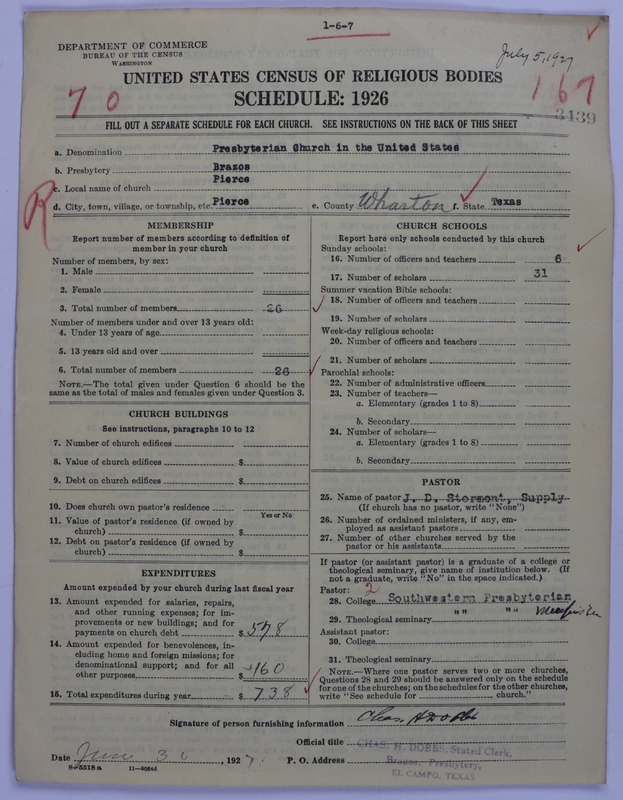 1-6-7
DEPARTMENT OF COMMERCE
BUREAU OF THE CENSUS
WASHINGTON
July 5, 1927
UNITED STATES CENSUS OF RELIGIOUS BODIES
SCHEDULE: 1926
7 0
167
3439
FILL OUT A SEPARATE SCHEDULE FOR EACH CHURCH. SEE INSTRUCTIONS ON THE BACK OF THIS SHEET
a. Denomination Presbyterian Church in the United States
b. Presbytery Brazos
c. Local name of church Pierce
d. City, town, village, or township, etc. Pierce e. County Wharton f. State Texas
R
MEMBERSHIP
Report number of members according to definition of
member in your church
Number of members, by sex:
1. Male
2. Female
3. Total number of members 26
Number of members under and over 13 years old:
4. Under 13 years of age
5. 13 years old and over
6. Total number of members 26
NOTE.—The total given under Question 6 should be the
same as the total of males and females given under Question 3.
CHURCH BUILDINGS
See instructions, paragraphs 10 to 12
7. Number of church edifices
8. Value of church edifices $
9. Debt on church edifices $
10. Does church own pastor's residence
Yes or No
11. Value of pastor's residence (if owned by
church) $
12. Debt on pastor's residence (if owned by
church) $
EXPENDITURES
Amount expended by your church during last fiscal year
13. Amount expended for salaries, repairs,
and other running expenses; for im-
provements or new buildings; and for
payments on church debt $ 578
14. Amount expended for benevolences, in-
cluding home and foreign missions; for
denominational support; and for all
other purposes $ 160
15. Total expenditures during year $ 738
CHURCH SCHOOLS
Report here only schools conducted by this church
Sunday schools:
16. Number of officers and teachers 6
17. Number of scholars 31
Summer vacation Bible schools:
18. Number of officers and teachers
19. Number of scholars
Week-day religious schools:
20. Number of officers and teachers
21. Number of scholars
Parochial schools:
22. Number of administrative officers
23. Number of teachers—
a. Elementary (grades 1 to 8)
b. Secondary
24. Number of scholars—
a. Elementary (grades 1 to 8)
b. Secondary
PASTOR
25. Name of pastor J. D. Stormont, Supply
(If church has no pastor, write "None")
26. Number of ordained ministers, if any, em-
ployed as assistant pastors
27. Number of other churches served by the
pastor or his assistants
If pastor (or assistant pastor) is a graduate of a college or
theological seminary, give name of institution below. (If
not a graduate, write "No" in the space indicated.)
Pastor: 2
28. College Southwestern Presbyterian
29. Theological seminary " " " "
Assistant pastor:
30. College
31. Theological seminary
NOTE.—Where one pastor serves two or more churches,
Questions 28 and 29 should be answered only on the schedule
for one of the churches; on the schedules for the other churches,
write "See schedule for church."
Signature of person furnishing information Chas. H Dobbs
Official title CHAS. H. DOBBS, Stated Clerk,
Date June 30, 1927. P. O. Address Brazos Presbytery,
EL CAMPO, TEXAS
8-5518a 11-9564d